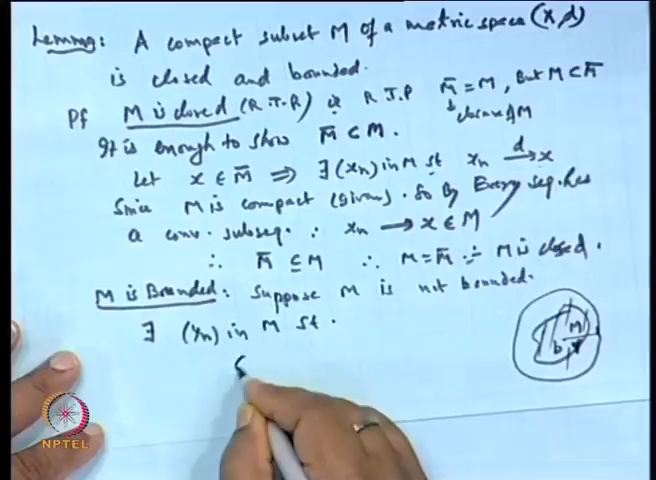 Lemma: A compact subset M of a metric space (X,d)
is closed and bounded.
Pf M is closed (R.T.P) ie R.T.P M̄ = M, But M ⊂ M̄
↓ closure of M
It is enough to show M̄ ⊂ M.
Let x ∈ M̄ ⇒ ∃ (xn) in M st xn →d x
Since M is compact (given). So by Every seq. has
a conv. subseq. ∴ xn → x ∈ M
∴ M̄ ⊆ M ∴ M = M̄ ∴ M is closed.
M is Bounded: Suppose M is not bounded.
∃ (yn) in M st.
M
b
NPTEL